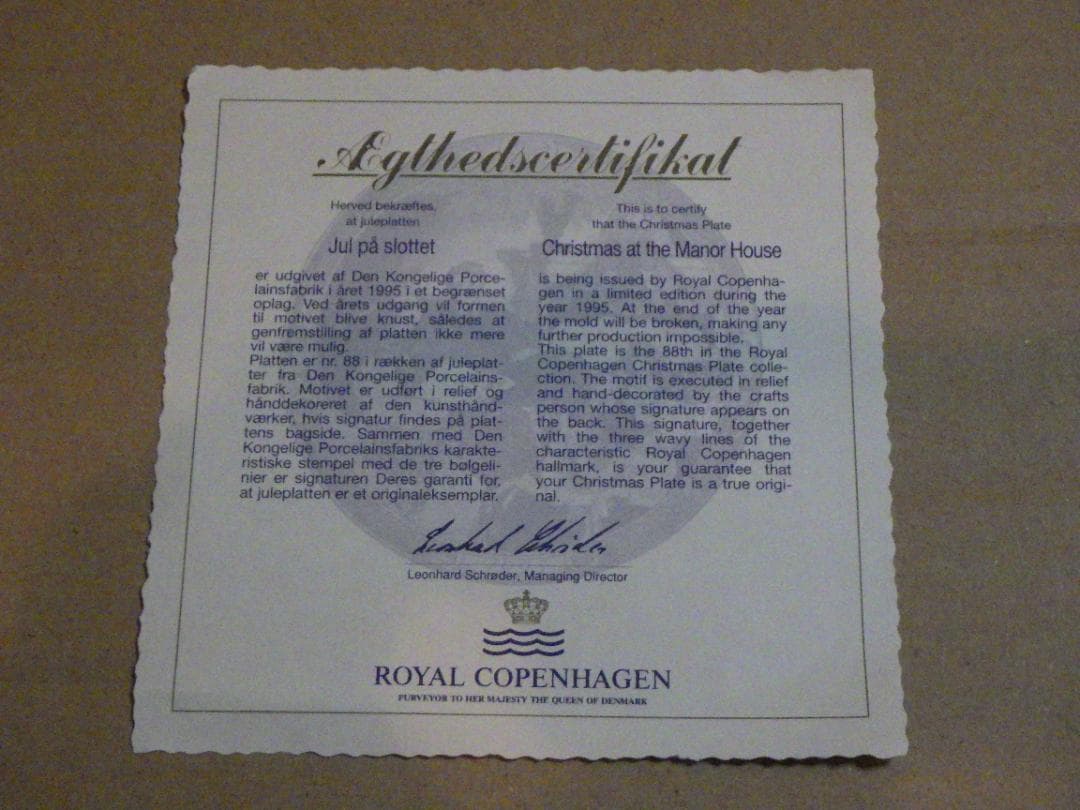 Ægthedscertifikat
Herved bekræftes,
at juleplatten
Jul på slottet
er udgivet af Den Kongelige Porce-
lainsfabrik i året 1995 i et begrænset
oplag. Ved årets udgang vil formen
til motivet blive knust, således at
genfremstilling af platten ikke mere
vil være mulig.
Platten er nr. 88 i rækken af juleplat-
ter fra Den Kongelige Porcelains-
fabrik. Motivet er udført i relief og
hånddekoreret af den kunsthånd-
værker, hvis signatur findes på plat-
tens bagside. Sammen med Den
Kongelige Porcelainsfabriks karakte-
ristiske stempel med de tre bølgeli-
nier er signaturen Deres garanti for,
at juleplatten er et originaleksemplar.
This is to certify
that the Christmas Plate
Christmas at the Manor House
is being issued by Royal Copenha-
gen in a limited edition during the
year 1995. At the end of the year
the mold will be broken, making any
further production impossible.
This plate is the 88th in the Royal
Copenhagen Christmas Plate colle-
ction. The motif is executed in relief
and hand-decorated by the crafts
person whose signature appears on
the back. This signature, together
with the three wavy lines of the
characteristic Royal Copenhagen
hallmark, is your guarantee that
your Christmas Plate is a true origi-
nal.
Leonhard Schrøder
Leonhard Schrøder, Managing Director
ROYAL COPENHAGEN
PURVEYOR TO HER MAJESTY THE QUEEN OF DENMARK